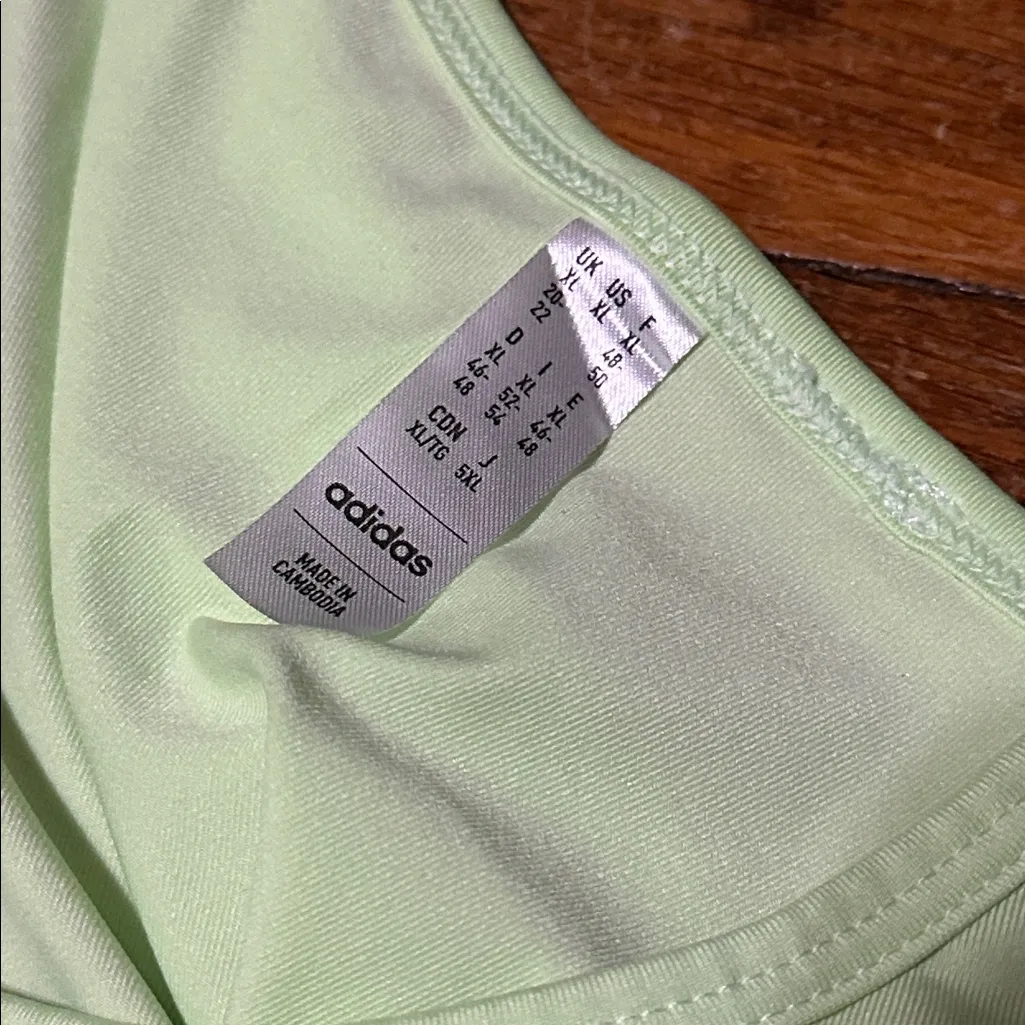 UK US F
XL XL XL
20- 48-
22 50
D I E
XL XL XL
46- 52- 46-
48 54 48
CDN J
XL/TG 5XL
adidas
MADE IN
CAMBODIA